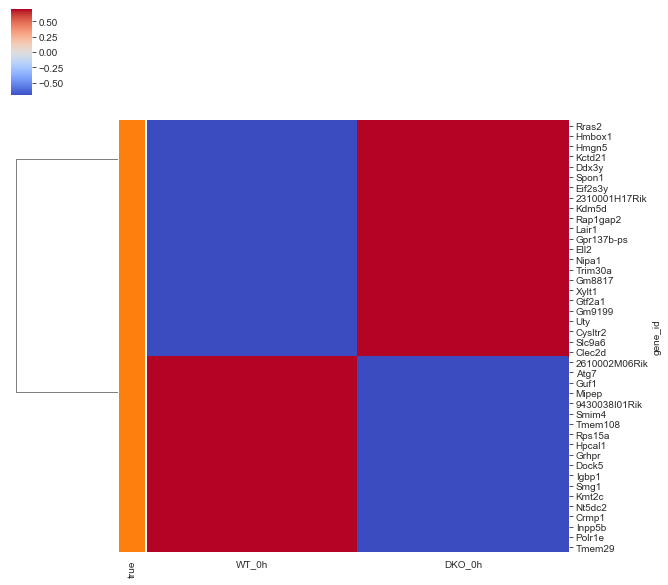 0.50
0.25
0.00
−0.25
−0.50
Rras2
Hmbox1
Hmgn5
Kctd21
Ddx3y
Spon1
Eif2s3y
2310001H17Rik
Kdm5d
Rap1gap2
Lair1
Gpr137b-ps
Ell2
Nipa1
Trim30a
Gm8817
Xylt1
Gtf2a1
Gm9199
Uty
Cysltr2
Slc9a6
Clec2d
2610002M06Rik
Atg7
Guf1
Mipep
9430038I01Rik
Smim4
Tmem108
Rps15a
Hpcal1
Grhpr
Dock5
Igbp1
Smg1
Kmt2c
Nt5dc2
Crmp1
Inpp5b
Polr1e
Tmem29
gene_id
true
WT_0h
DKO_0h